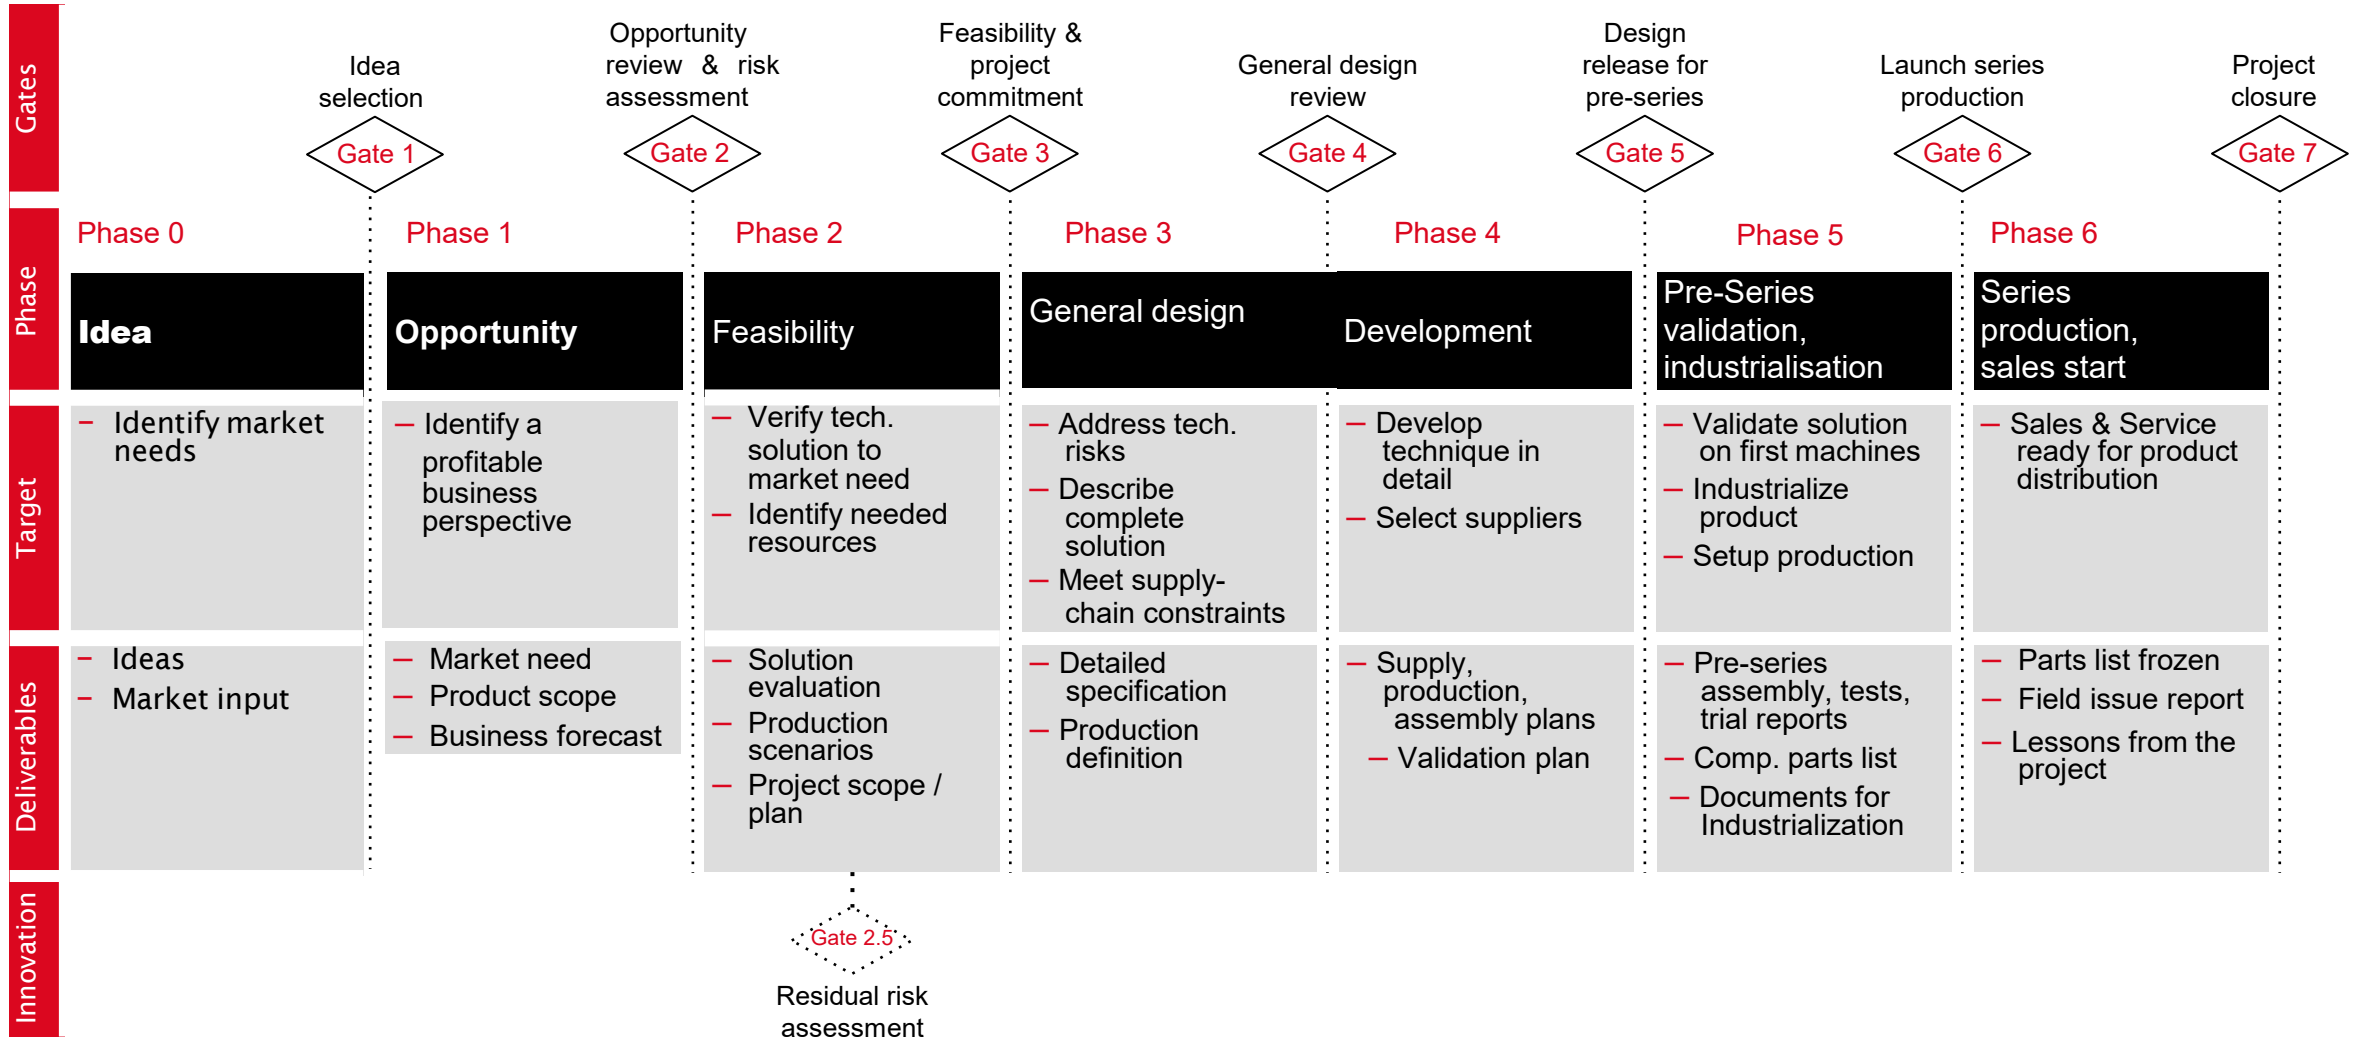 Gates
Idea
selection
Opportunity
review & risk
assessment
Feasibility &
project
commitment
General design
review
Design
release for
pre-series
Launch series
production
Project
closure
Gate 1
Gate 2
Gate 3
Gate 4
Gate 5
Gate 6
Gate 7
Phase
Phase 0
Phase 1
Phase 2
Phase 3
Phase 4
Phase 5
Phase 6
Idea
Opportunity
Feasibility
General design
Development
Pre-Series
validation,
industrialisation
Series
production,
sales start
Target
– Identify market
needs
– Identify a
profitable
business
perspective
– Verify tech.
solution to
market need
– Identify needed
resources
– Address tech.
risks
– Describe
complete
solution
– Meet supply-
chain constraints
– Develop
technique in
detail
– Select suppliers
– Validate solution
on first machines
– Industrialize
product
– Setup production
– Sales & Service
ready for product
distribution
Deliverables
– Ideas
– Market input
– Market need
– Product scope
– Business forecast
– Solution
evaluation
– Production
scenarios
– Project scope /
plan
– Detailed
specification
– Production
definition
– Supply,
production,
assembly plans
– Validation plan
– Pre-series
assembly, tests,
trial reports
– Comp. parts list
– Documents for
Industrialization
– Parts list frozen
– Field issue report
– Lessons from the
project
Innovation
Gate 2.5
Residual risk
assessment